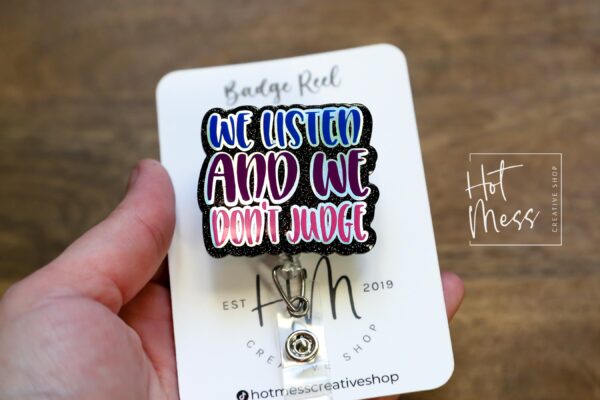 Badge Reel
WE LISTEN
AND WE
DON'T JUDGE
EST HM 2019
CREATIVE SHOP
hotmesscreativeshop
Hot
Mess
CREATIVE SHOP